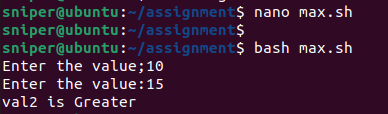 sniper@ubuntu:~/assignment$ nano max.sh
sniper@ubuntu:~/assignment$
sniper@ubuntu:~/assignment$ bash max.sh
Enter the value;10
Enter the value:15
val2 is Greater